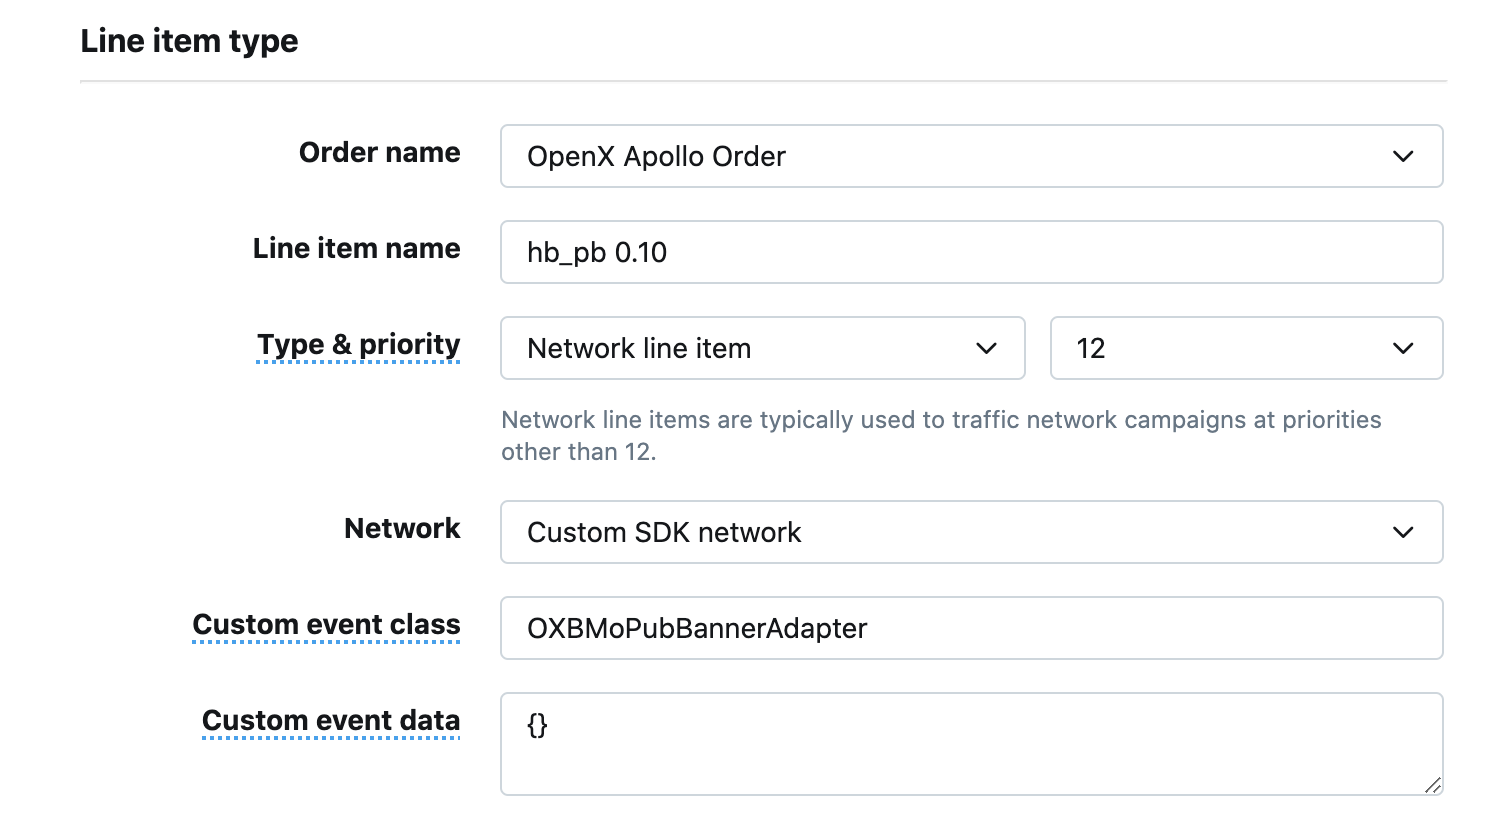 Line item type
Order name
OpenX Apollo Order
Line item name
hb_pb 0.10
Type & priority
Network line item
12
Network line items are typically used to traffic network campaigns at priorities
other than 12.
Network
Custom SDK network
Custom event class
OXBMoPubBannerAdapter
Custom event data
{}